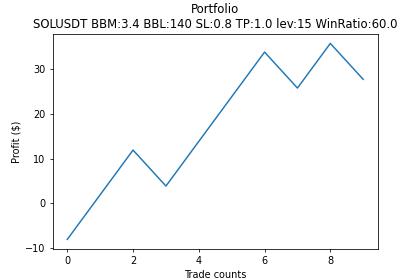 Portfolio
SOLUSDT BBM:3.4 BBL:140 SL:0.8 TP:1.0 lev:15 WinRatio:60.0
Profit ($)
30
20
10
0
−10
0 2 4 6 8
Trade counts